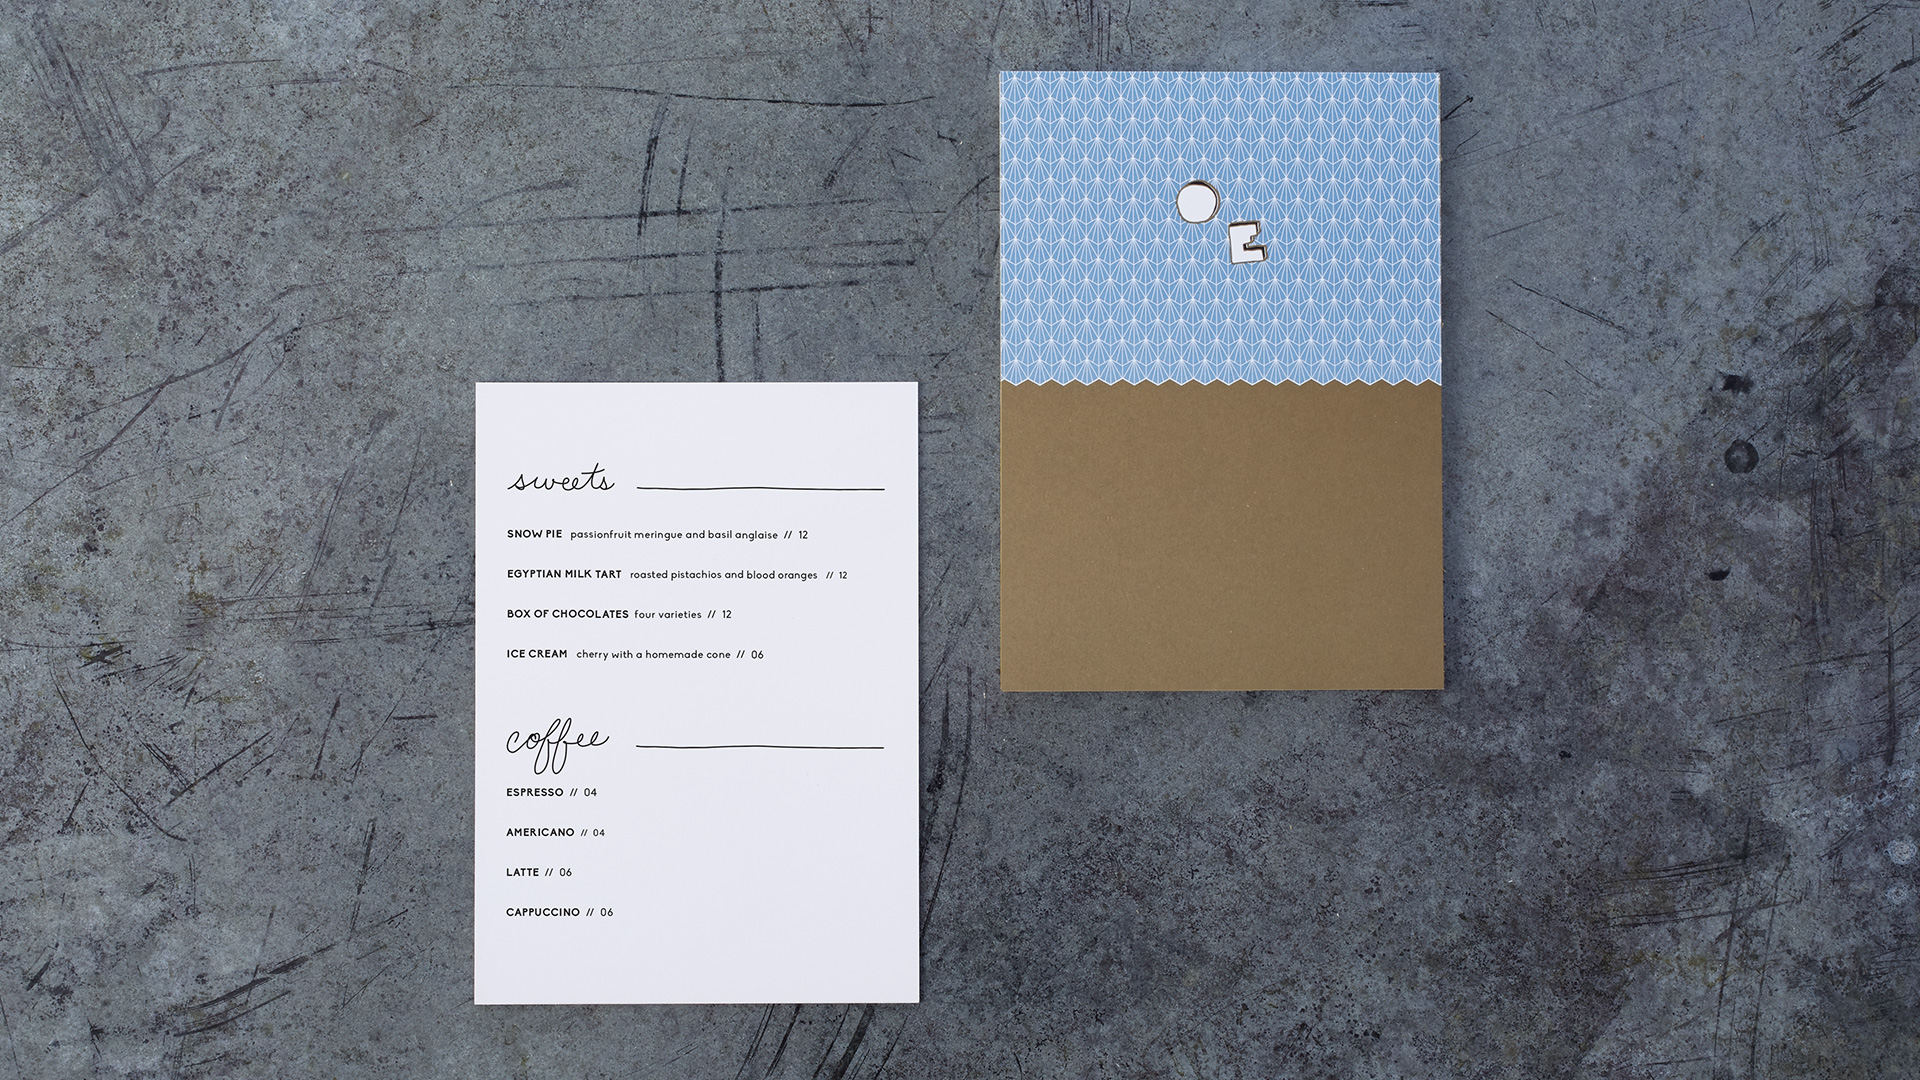 sweets
SNOW PIE passionfruit meringue and basil anglaise // 12
EGYPTIAN MILK TART roasted pistachios and blood oranges // 12
BOX OF CHOCOLATES four varieties // 12
ICE CREAM cherry with a homemade cone // 06
coffee
ESPRESSO // 04
AMERICANO // 04
LATTE // 06
CAPPUCCINO // 06
O
E